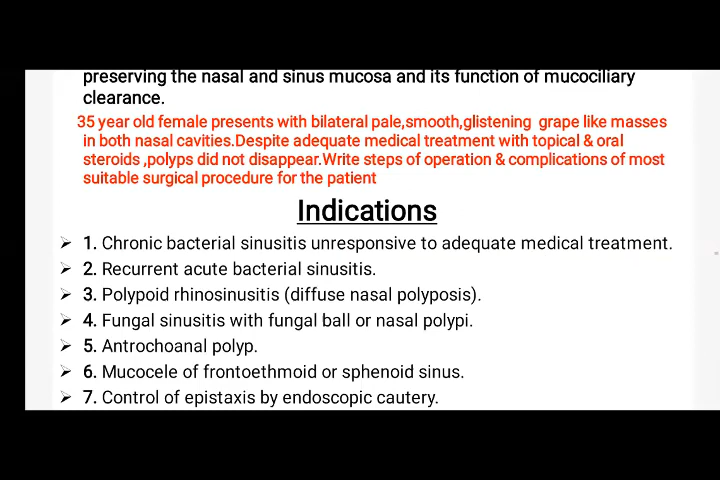 preserving the nasal and sinus mucosa and its function of mucociliary
clearance.
35 year old female presents with bilateral pale,smooth,glistening grape like masses
in both nasal cavities.Despite adequate medical treatment with topical & oral
steroids ,polyps did not disappear.Write steps of operation & complications of most
suitable surgical procedure for the patient
Indications
➢ 1. Chronic bacterial sinusitis unresponsive to adequate medical treatment.
➢ 2. Recurrent acute bacterial sinusitis.
➢ 3. Polypoid rhinosinusitis (diffuse nasal polyposis).
➢ 4. Fungal sinusitis with fungal ball or nasal polypi.
➢ 5. Antrochoanal polyp.
➢ 6. Mucocele of frontoethmoid or sphenoid sinus.
➢ 7. Control of epistaxis by endoscopic cautery.